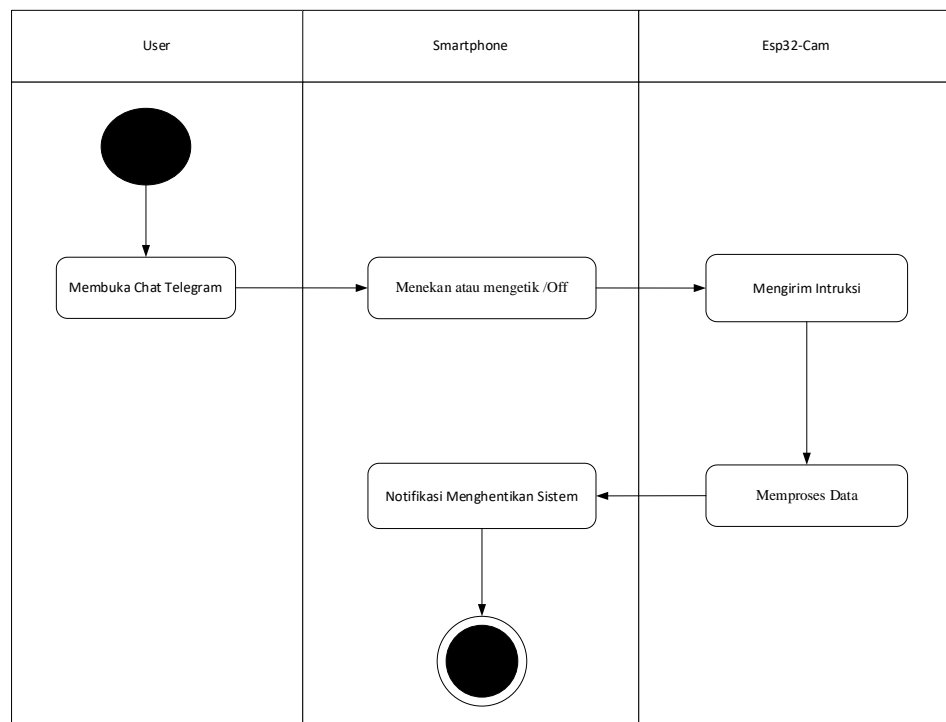 User
Smartphone
Esp32-Cam
Membuka Chat Telegram
Menekan atau mengetik /Off
Mengirim Intruksi
Notifikasi Menghentikan Sistem
Memproses Data